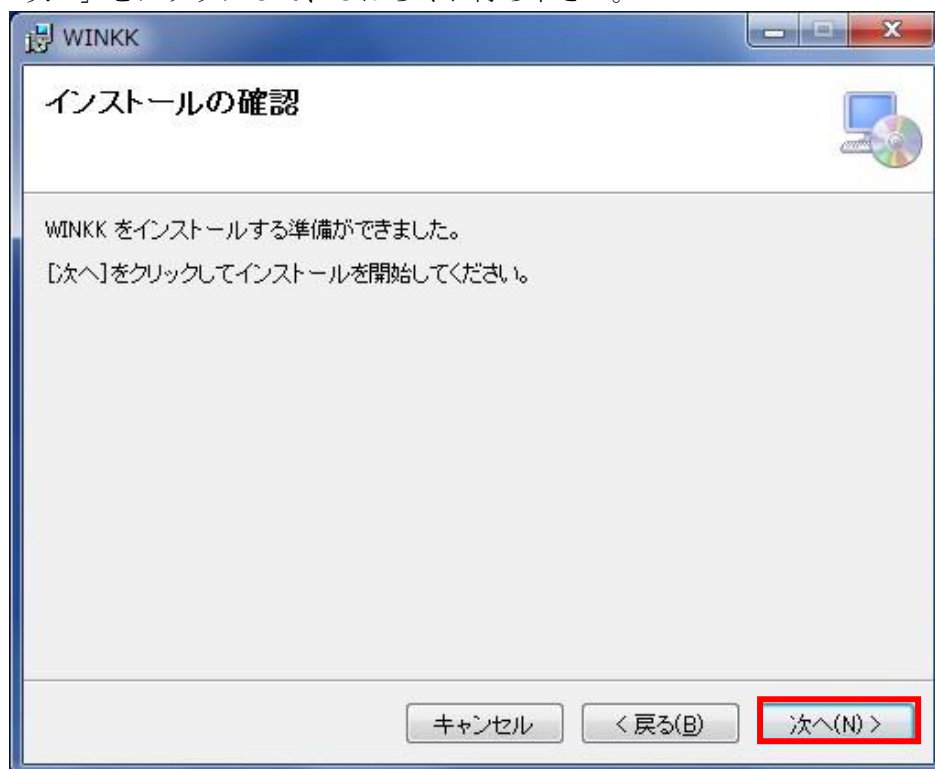 WINKK
インストールの確認
WINKK をインストールする準備ができました。
[次へ]をクリックしてインストールを開始してください。
キャンセル
< 戻る(B)
次へ(N) >